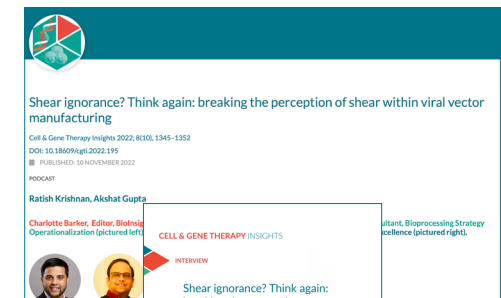 Shear ignorance? Think again: breaking the perception of shear within viral vector
manufacturing
Cell & Gene Therapy Insights 2022; 8(10), 1345–1352
DOI: 10.18609/cgti.2022.195
PUBLISHED: 10 NOVEMBER 2022
PODCAST
Ratish Krishnan, Akshat Gupta
Charlotte Barker, Editor, BioInsig
ultant, Bioprocessing Strategy
Operationalization (pictured left)
xcellence (pictured right).
CELL & GENE THERAPY INSIGHTS
INTERVIEW
Shear ignorance? Think again: